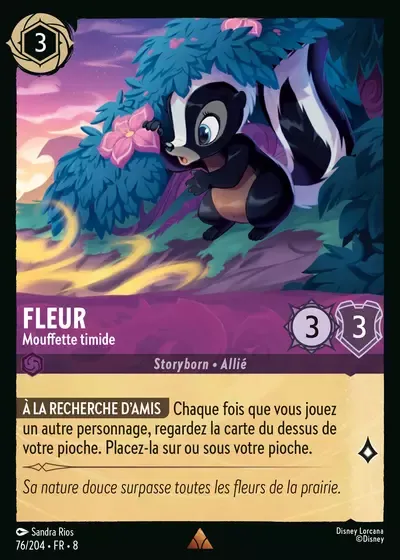 3
FLEUR
Mouffette timide
3
3
Storyborn • Allié
À LA RECHERCHE D'AMIS Chaque fois que vous jouez
un autre personnage, regardez la carte du dessus de
votre pioche. Placez-la sur ou sous votre pioche.
Sa nature douce surpasse toutes les fleurs de la prairie.
Sandra Rios
76/204 • FR • 8
Disney Lorcana
©Disney